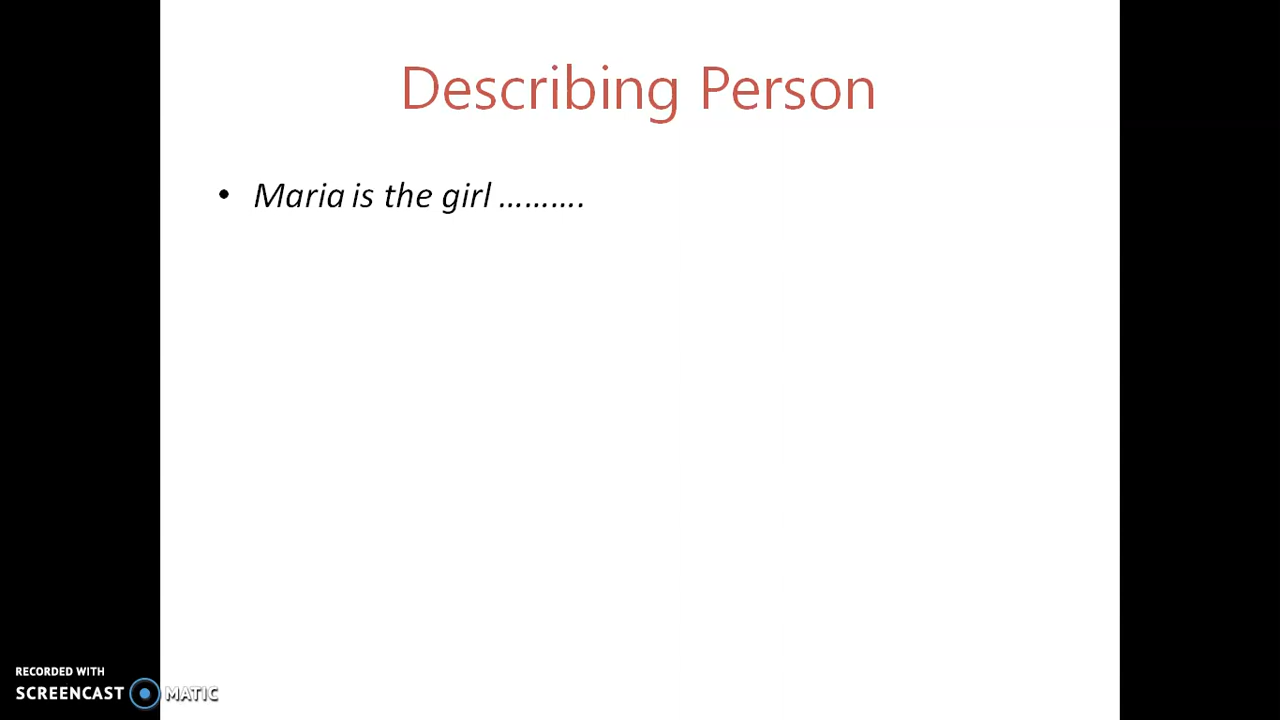 Describing Person
• Maria is the girl ……….
RECORDED WITH
SCREENCAST MATIC